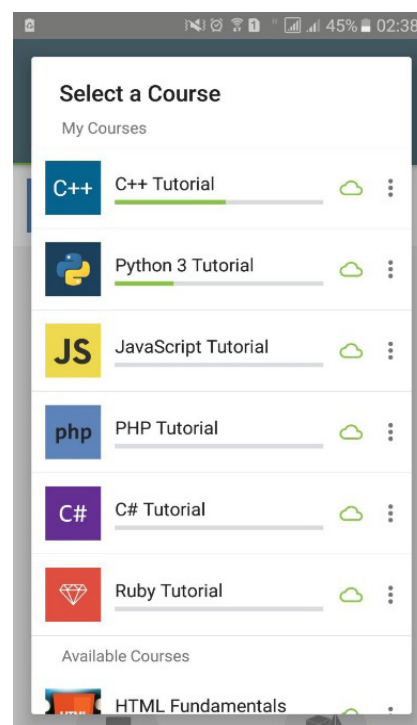 45% 02:38
Select a Course
My Courses
C++ C++ Tutorial
Python 3 Tutorial
JS JavaScript Tutorial
php PHP Tutorial
C# C# Tutorial
Ruby Tutorial
Available Courses
HTML Fundamentals